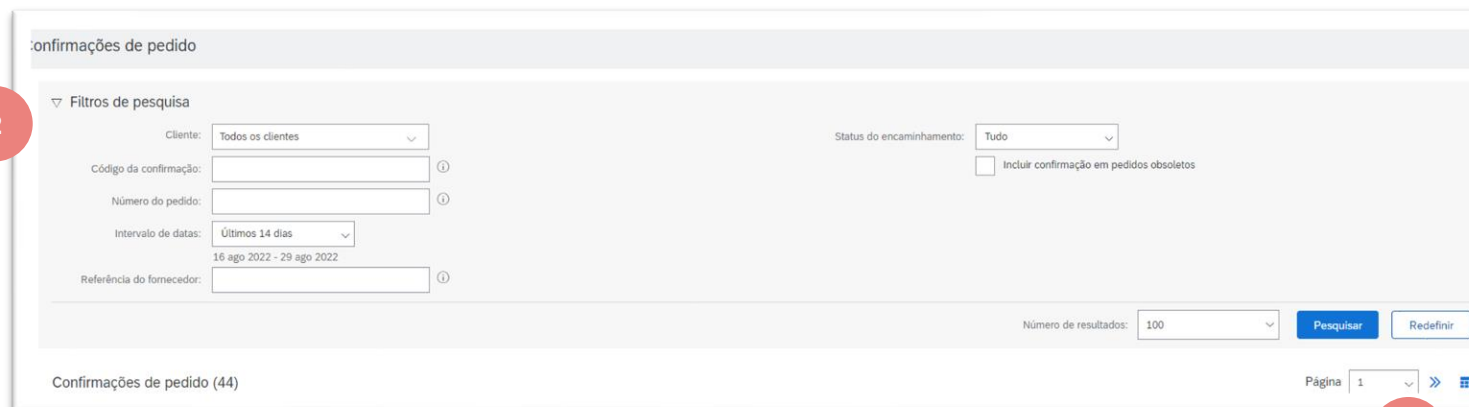 onfirmações de pedido
Filtros de pesquisa
Cliente: Todos os clientes
Status do encaminhamento: Tudo
Código da confirmação:
Incluir confirmação em pedidos obsoletos
Número do pedido:
Intervalo de datas: Últimos 14 dias
16 ago 2022 - 29 ago 2022
Referência do fornecedor:
Número de resultados: 100 Pesquisar Redefinir
Confirmações de pedido (44)
Página 1